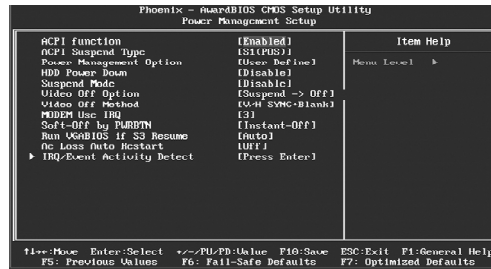 Phoenix - AwardBIOS CMOS Setup Utility
Power Management Setup
ACPI function [Enabled]
ACPI Suspend Type [S1(POS)]
Power Management Option [User Define]
HDD Power Down [Disable]
Suspend Mode [Disable]
Video Off Option [Suspend -> Off]
Video Off Method [V/H SYNC+Blank]
MODEM Use IRQ [3]
Soft-Off by PWRBTN [Instant-Off]
Run VGABIOS if S3 Resume [Auto]
Ac Loss Auto Restart [Off]
▶ IRQ/Event Activity Detect [Press Enter]
Item Help
Menu Level ▶
↑↓→←:Move Enter:Select +/-/PU/PD:Value F10:Save ESC:Exit F1:General Help
F5: Previous Values F6: Fail-Safe Defaults F7: Optimized Defaults